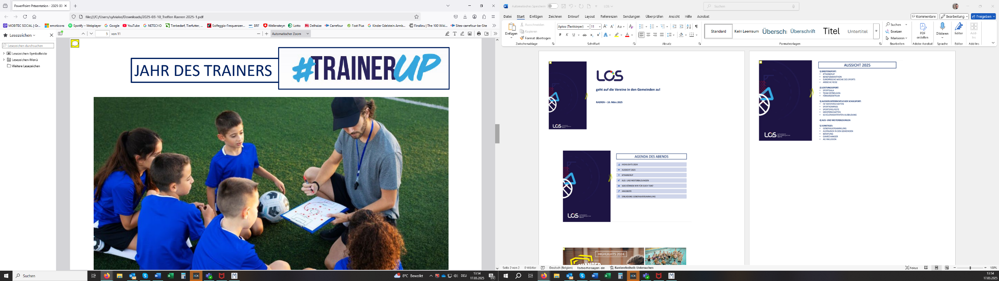 PowerPoint-Präsentation - 2025-03
file:///C:/Users/sylviake/Downloads/2025-03-10_Treffen Raeren 2025-1.pdf
MOBITEC SOCIAL | Gr...
emoticons
Spotify – Webplayer
Google
YouTube
NETECHO
Tierbedarf, Tierfutter, ...
Solfeggio-Frequenzen...
BRF
Wellensteyn
Lotto
Delhaize
Carrefour
Fost Plus
Kinder Edelstein Armb...
Finalkru | The 100 Wiki...
Sites-carrefour-be-Site
Lesezeichen
5 von 11
Automatischer Zoom
Lesezeichen durchsuchen
Lesezeichen-Symbolleiste
Lesezeichen-Menü
Weitere Lesezeichen
JAHR DES TRAINERS
#TRAINERUP
Automatisches Speichern
LOS
Suchen
Datei Start Einfügen Zeichnen Entwurf Layout Referenzen Sendungen Überprüfen Ansicht Hilfe Acrobat
Kommentare
Bearbeitung
Freigeben
Einfügen
Ausschneiden
Kopieren
Format übertragen
Zwischenablage
Aptos (Textkörper)
11
F K U ab x₂ x²
Schriftart
Absatz
Standard
Kein Leerraum
Übersch
Überschrift
Titel
Untertitel
Formatvorlagen
Suchen
Ersetzen
Markieren
Bearbeiten
PDF erstellen
Adobe Acrobat
Diktieren
Sprache
Editor
Editor
Add-Ins
Add-Ins
LOS
geht auf die Vereine in den Gemeinden zu!
RAEREN – 10. März 2025
LOS
AGENDA DES ABENDS
HIGHLIGHTS 2024
AUSSICHT 2025
#TRAINERUP
AUS- UND WEITERBILDUNGEN
WAS KÖNNEN WIR FÜR EUCH TUN?
ANGEBOTE
EINLADUNG GENERALVERSAMMLUNG
LOS
HIGHLIGHTS 2024
AUSSICHT 2025
1) BREITENSPORT:
• #TRAINERUP
• BENEFIZMARATHON
• EUROPÄISCHE WOCHE DES SPORTS
• ARDECHE REISE
2) LEISTUNGSSPORT:
• SPORTGALA
• TEAM OSTBELGIEN
• FÖRDERZENTRUM
3) AUSSERUNTERRICHTLICHER SCHULSPORT:
• ISF MEISTERSCHAFTEN
• SPORTKOMPASS
• SPORTSPIELFESTE
• MEISTERSCHAFTEN
• SCHÜLERASSISTENTEN-AUSBILDUNG
4) AUS- UND WEITERBILDUNGEN
5) SONSTIGES:
• GENERALVERSAMMLUNG
• AUSTAUSCH IN DEN GEMEINDEN
• BERATUNG
• GAMECHANGER
• AG INKLUSION
LOS
Seite 2 von 2
0 Wörter
Deutsch (Belgien)
Textvorhersagen: ein
Barrierefreiheit: Untersuchen
Fokus
100%
Suchen
8°C Bewolkt
DEU
13:54
17.03.2025
22
13:54
17.03.2025